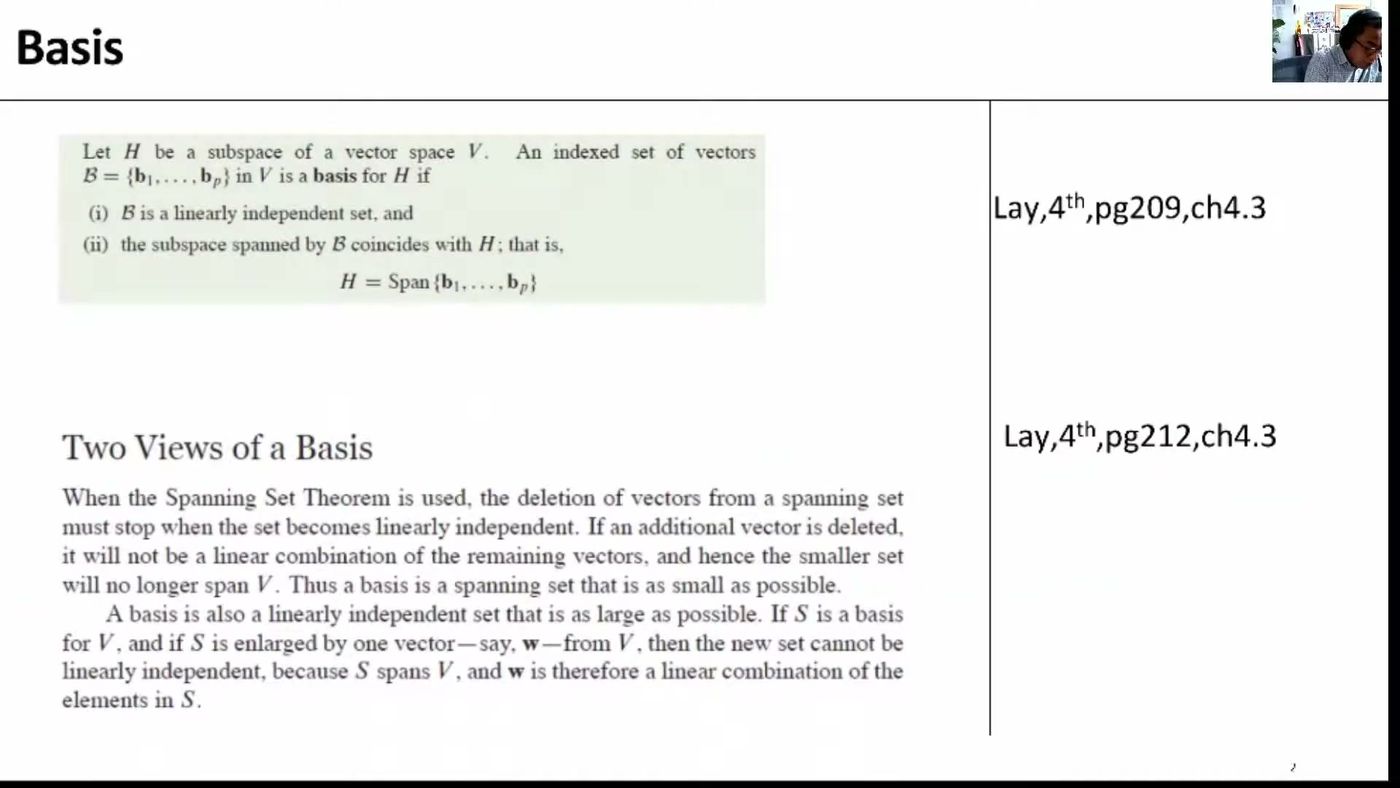 Basis
Let H be a subspace of a vector space V. An indexed set of vectors
B = {b₁,...,bₚ} in V is a basis for H if
(i) B is a linearly independent set, and
(ii) the subspace spanned by B coincides with H; that is,
H = Span {b₁,...,bₚ}
Lay,4th,pg209,ch4.3
Two Views of a Basis
Lay,4th,pg212,ch4.3
When the Spanning Set Theorem is used, the deletion of vectors from a spanning set
must stop when the set becomes linearly independent. If an additional vector is deleted,
it will not be a linear combination of the remaining vectors, and hence the smaller set
will no longer span V. Thus a basis is a spanning set that is as small as possible.
A basis is also a linearly independent set that is as large as possible. If S is a basis
for V, and if S is enlarged by one vector—say, w—from V, then the new set cannot be
linearly independent, because S spans V, and w is therefore a linear combination of the
elements in S.